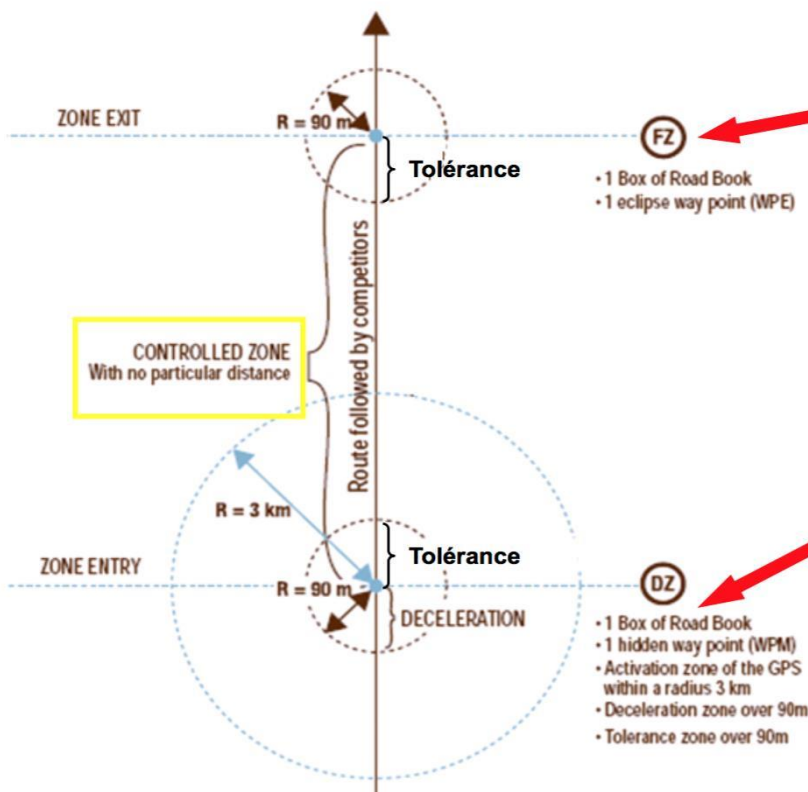 ZONE EXIT
R = 90 m
FZ
Tolérance
• 1 Box of Road Book
• 1 eclipse way point (WPE)
Route followed by competitors
CONTROLLED ZONE
With no particular distance
R = 3 km
ZONE ENTRY
Tolérance
R = 90 m
DZ
DECELERATION
• 1 Box of Road Book
• 1 hidden way point (WPM)
• Activation zone of the GPS
within a radius 3 km
• Deceleration zone over 90m
• Tolerance zone over 90m